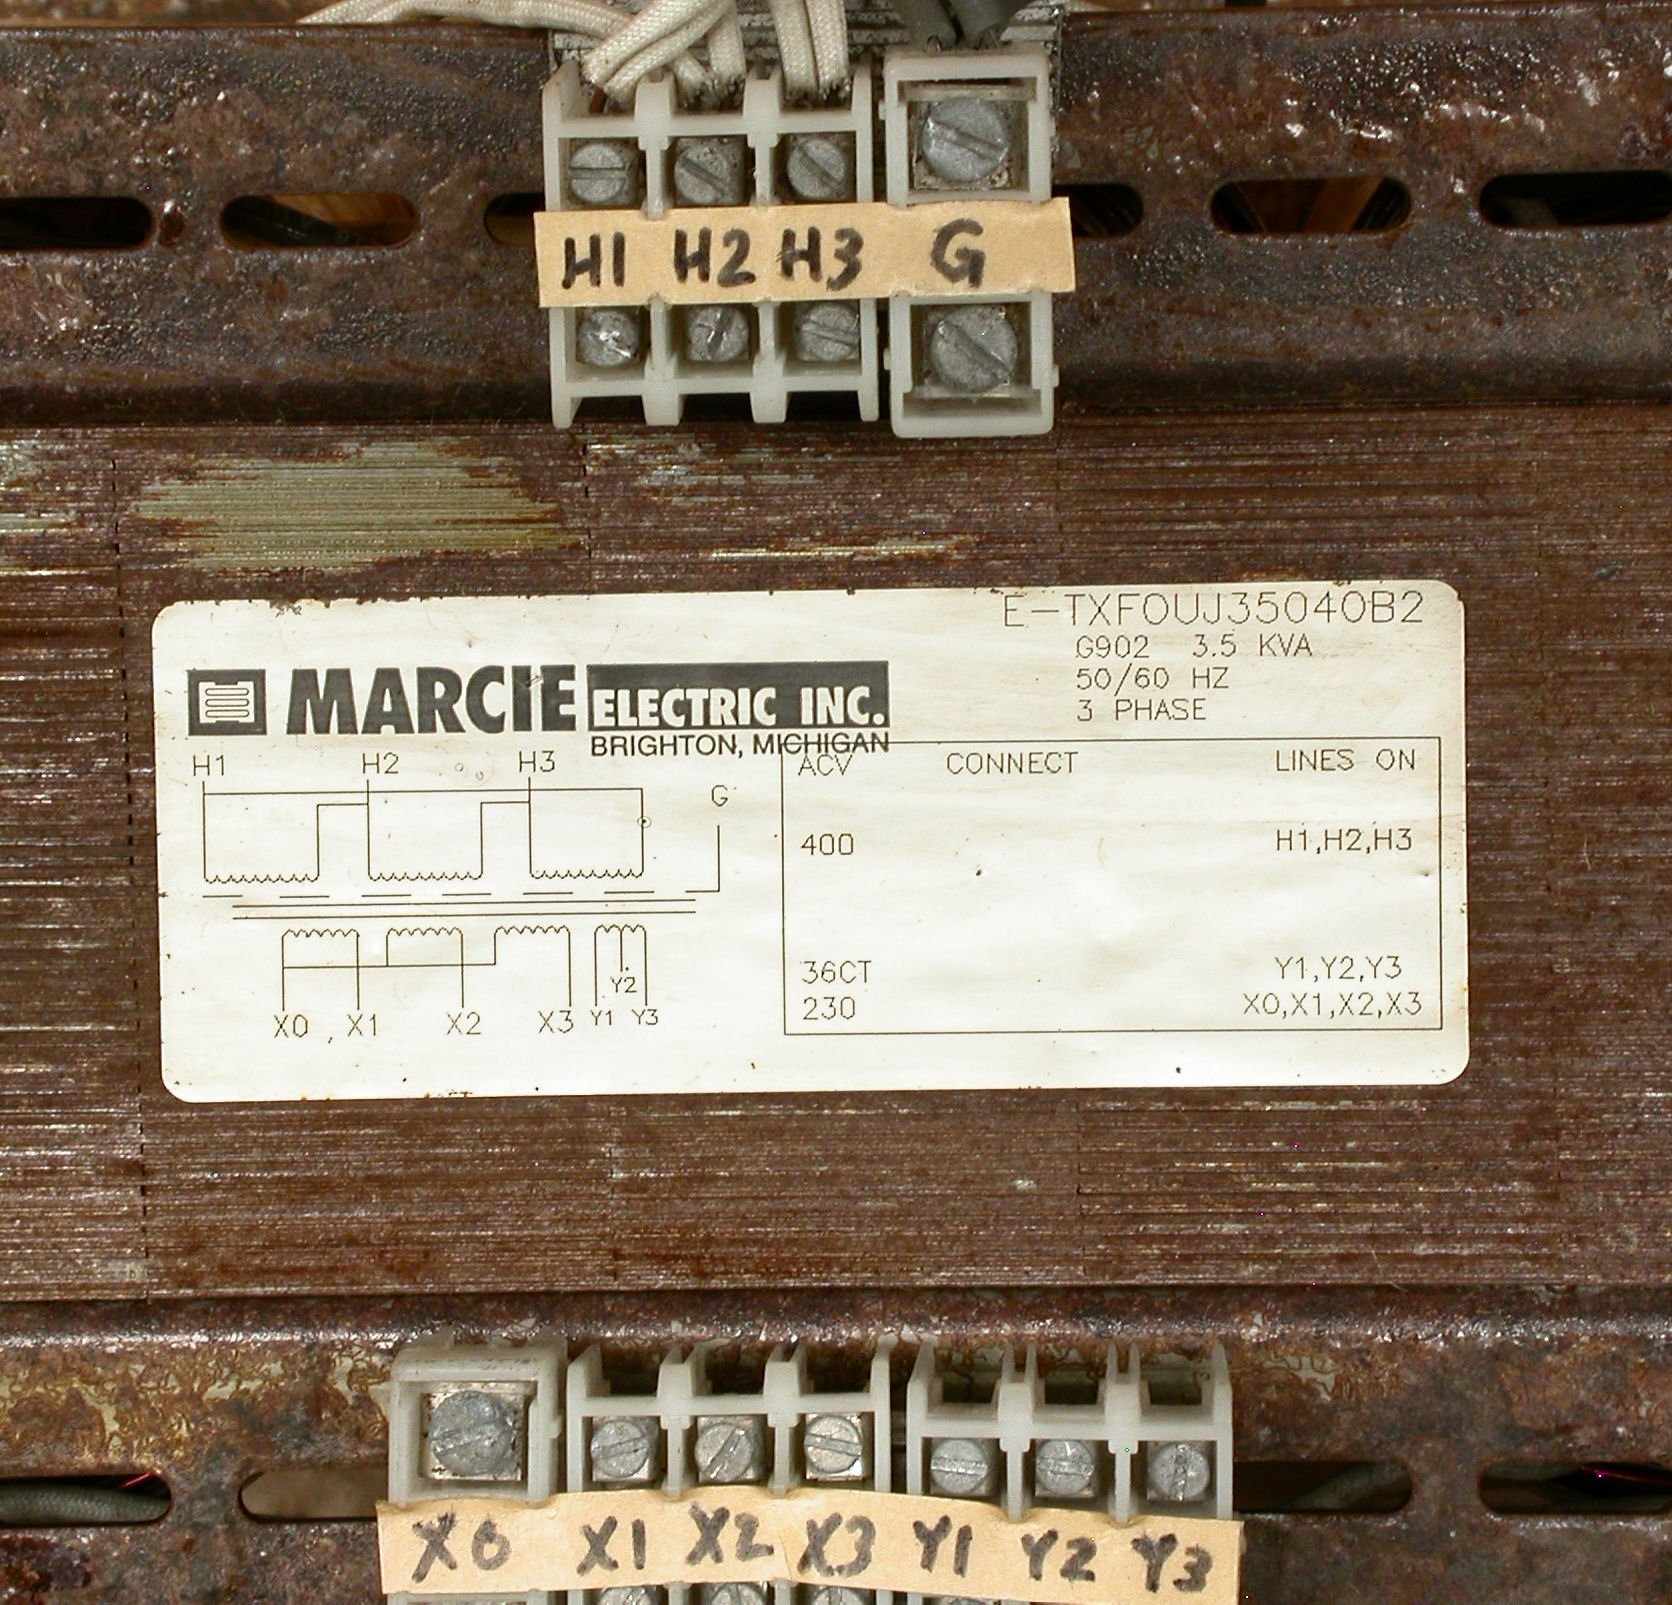 H1 H2 H3 G
E-TXFOUJ35040B2
G902 3.5 KVA
50/60 HZ
3 PHASE
MARCIE ELECTRIC INC.
BRIGHTON, MICHIGAN
H1 H2 H3 G
ACV CONNECT LINES ON
400 H1,H2,H3
36CT Y1,Y2,Y3
230 X0,X1,X2,X3
Y2
X0 X1 X2 X3 Y1 Y3
X0 X1 X2 X3 Y1 Y2 Y3